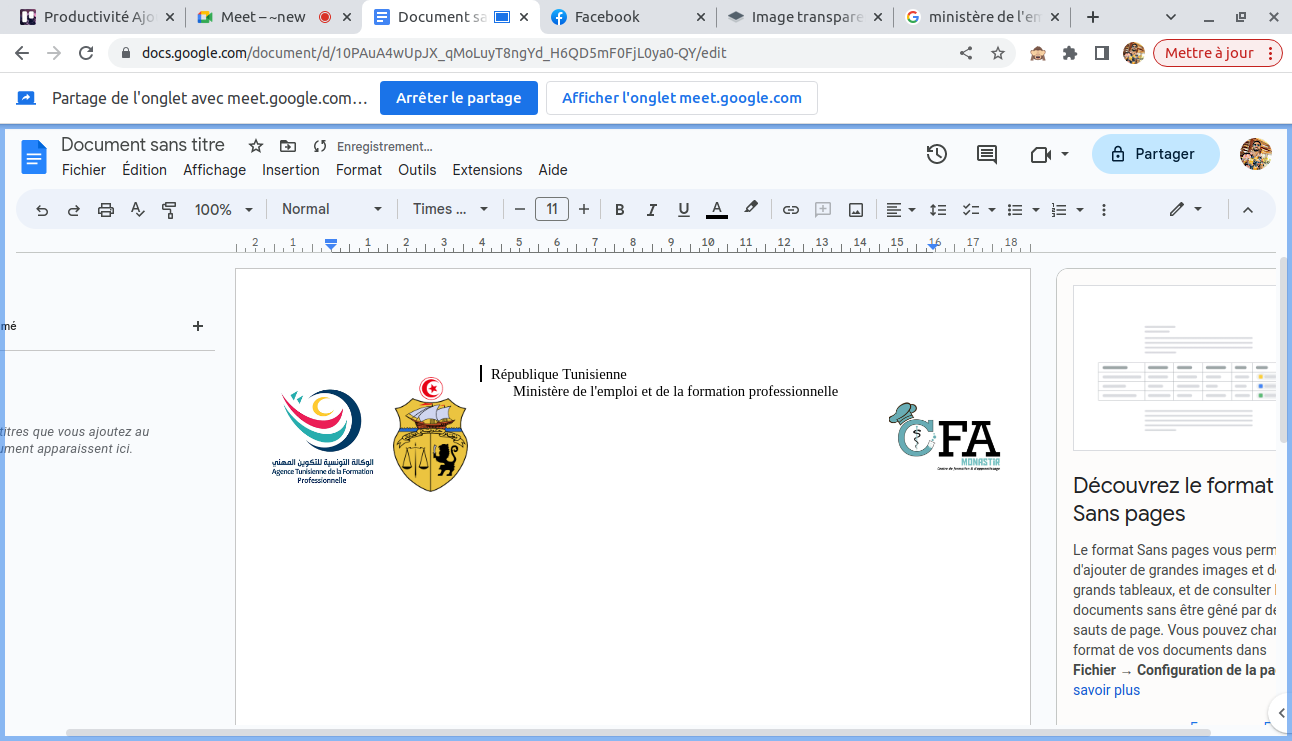 Productivité Ajo
Meet – ~new
Document sa
Facebook
Image transpare
ministère de l'em
docs.google.com/document/d/10PAuA4wUpJX_qMoLuyT8ngYd_H6QD5mF0FjL0ya0-QY/edit
Mettre à jour
Partage de l'onglet avec meet.google.com…
Arrêter le partage
Afficher l'onglet meet.google.com
Document sans titre
Enregistrement…
Fichier Édition Affichage Insertion Format Outils Extensions Aide
Partager
100% Normal Times ... 11 B I U A
2 1 1 2 3 4 5 6 7 8 9 10 11 12 13 14 15 16 17 18
mé
titres que vous ajoutez au
ument apparaissent ici.
République Tunisienne
Ministère de l'emploi et de la formation professionnelle
الوكالة التونسية للتكوين المهني
Agence Tunisienne de la Formation
Professionnelle
CFA
MONASTIR
Centre de formation & d'apprentissage
Découvrez le format
Sans pages
Le format Sans pages vous perm
d'ajouter de grandes images et de
grands tableaux, et de consulter l
documents sans être gêné par de
sauts de page. Vous pouvez char
format de vos documents dans
Fichier → Configuration de la pa
savoir plus